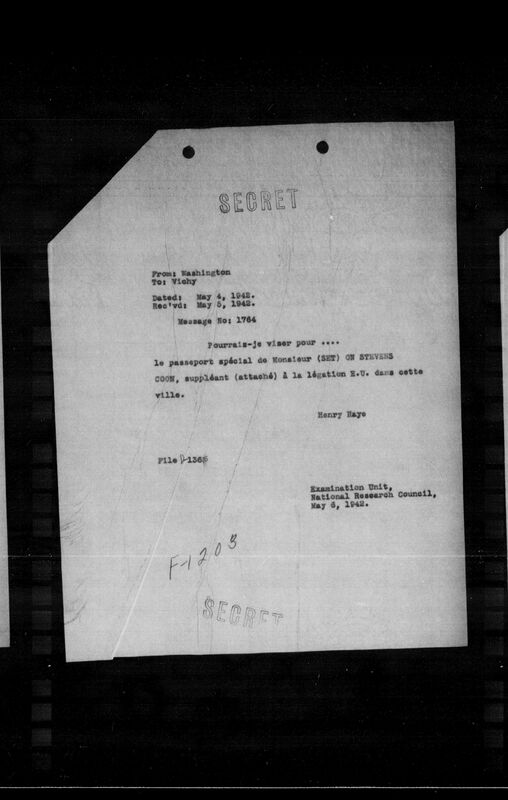 SECRET
From: Washington
To: Vichy
Dated: May 4, 1942.
Rec'vd: May 5, 1942.
Message No: 1764
Pourrais-je viser pour ....
le passeport spécial de Monsieur (SET) ON STEVENS
COON, suppléant (attaché) à la légation E.U. dans cette
ville.
Henry Haye
File
Examination Unit,
National Research Council,
May 6, 1942.
F-1203
SECRET